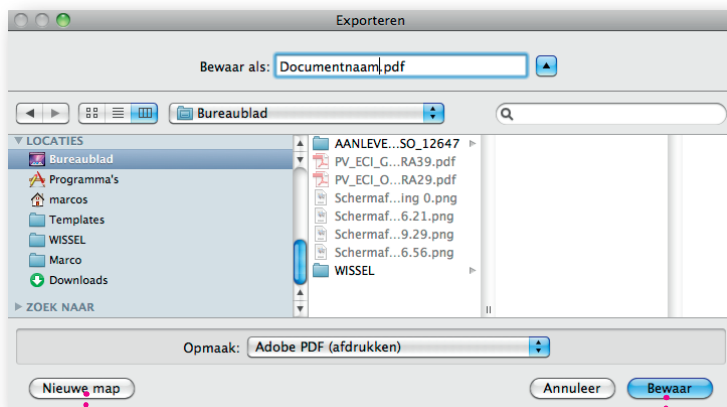 Exporteren
Bewaar als: Documentnaam.pdf
Bureaublad
LOCATIES
Bureaublad
Programma's
marcos
Templates
WISSEL
Marco
Downloads
ZOEK NAAR
AANLEVE...SO_12647
PV_ECI_G...RA39.pdf
PV_ECI_O...RA29.pdf
Schermaf...ing 0.png
Schermaf...6.21.png
Schermaf...9.29.png
Schermaf...6.56.png
WISSEL
Opmaak: Adobe PDF (afdrukken)
Nieuwe map
Annuleer
Bewaar